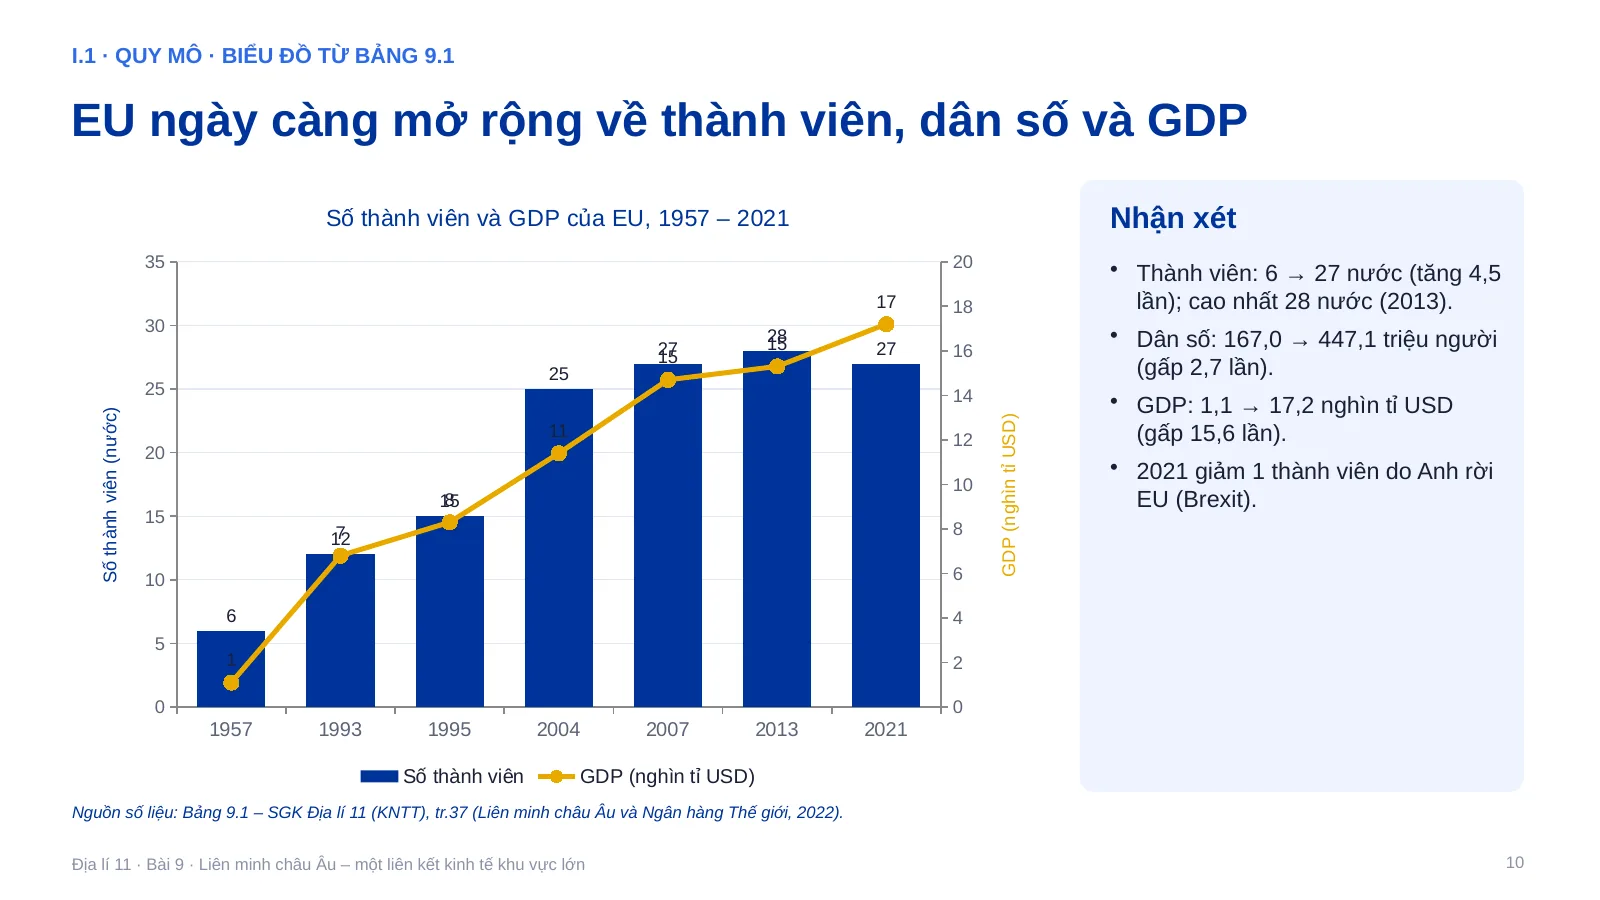 I.1 · QUY MÔ · BIỂU ĐỒ TỪ BẢNG 9.1
EU ngày càng mở rộng về thành viên, dân số và GDP
Số thành viên và GDP của EU, 1957 – 2021
Số thành viên (nước)
35
30
25
20
15
10
5
0
6
12
15
25
27
28
27
1
7
8
11
15
15
17
20
18
16
14
12
10
8
6
4
2
0
GDP (nghìn tỉ USD)
1957 1993 1995 2004 2007 2013 2021
Số thành viên GDP (nghìn tỉ USD)
Nguồn số liệu: Bảng 9.1 – SGK Địa lí 11 (KNTT), tr.37 (Liên minh châu Âu và Ngân hàng Thế giới, 2022).
Nhận xét
• Thành viên: 6 → 27 nước (tăng 4,5
lần); cao nhất 28 nước (2013).
• Dân số: 167,0 → 447,1 triệu người
(gấp 2,7 lần).
• GDP: 1,1 → 17,2 nghìn tỉ USD
(gấp 15,6 lần).
• 2021 giảm 1 thành viên do Anh rời
EU (Brexit).
Địa lí 11 · Bài 9 · Liên minh châu Âu – một liên kết kinh tế khu vực lớn
10